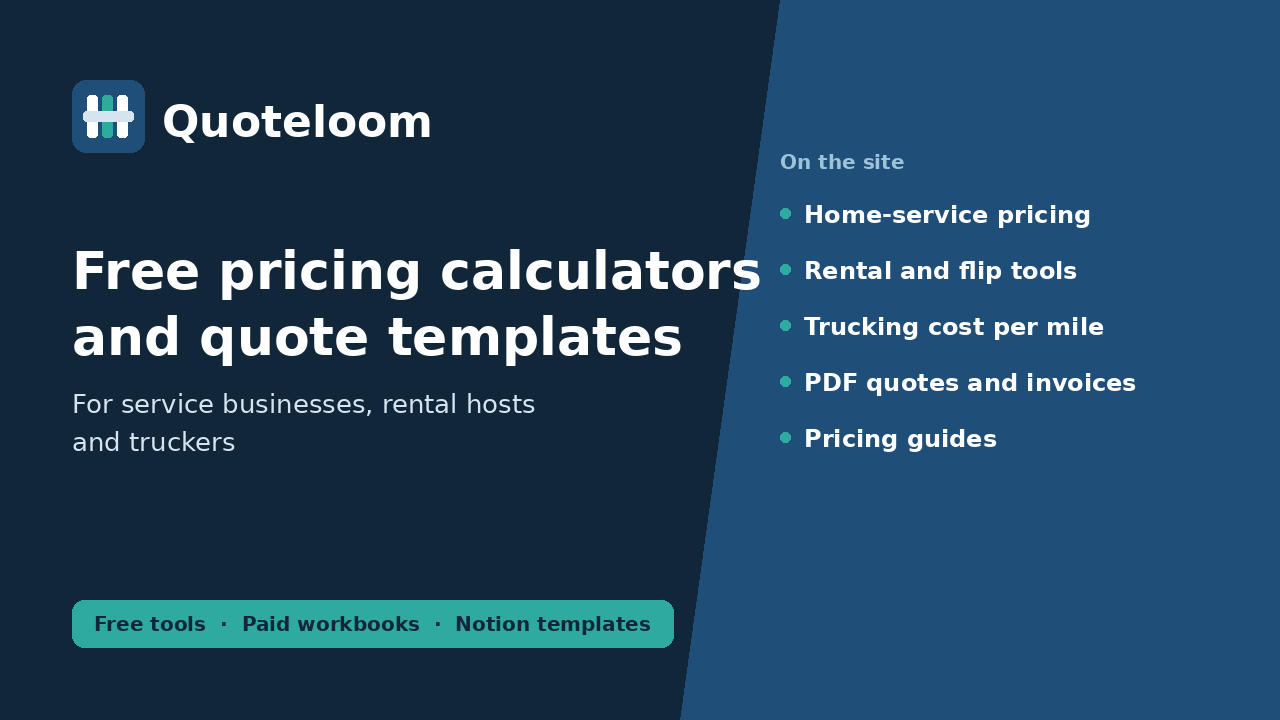 Quoteloom
Free pricing calculators
and quote templates
For service businesses, rental hosts
and truckers
Free tools · Paid workbooks · Notion templates
On the site
Home-service pricing
Rental and flip tools
Trucking cost per mile
PDF quotes and invoices
Pricing guides